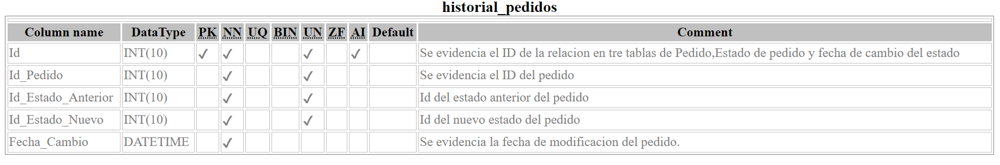 historial_pedidos
Column name DataType PK NN UQ BIN UN ZF AI Default Comment
Id INT(10) ✓ ✓ ✓ ✓ Se evidencia el ID de la relacion en tre tablas de Pedido,Estado de pedido y fecha de cambio del estado
Id_Pedido INT(10) ✓ ✓ Se evidencia el ID del pedido
Id_Estado_Anterior INT(10) ✓ ✓ Id del estado anterior del pedido
Id_Estado_Nuevo INT(10) ✓ ✓ Id del nuevo estado del pedido
Fecha_Cambio DATETIME ✓ Se evidencia la fecha de modificacion del pedido.